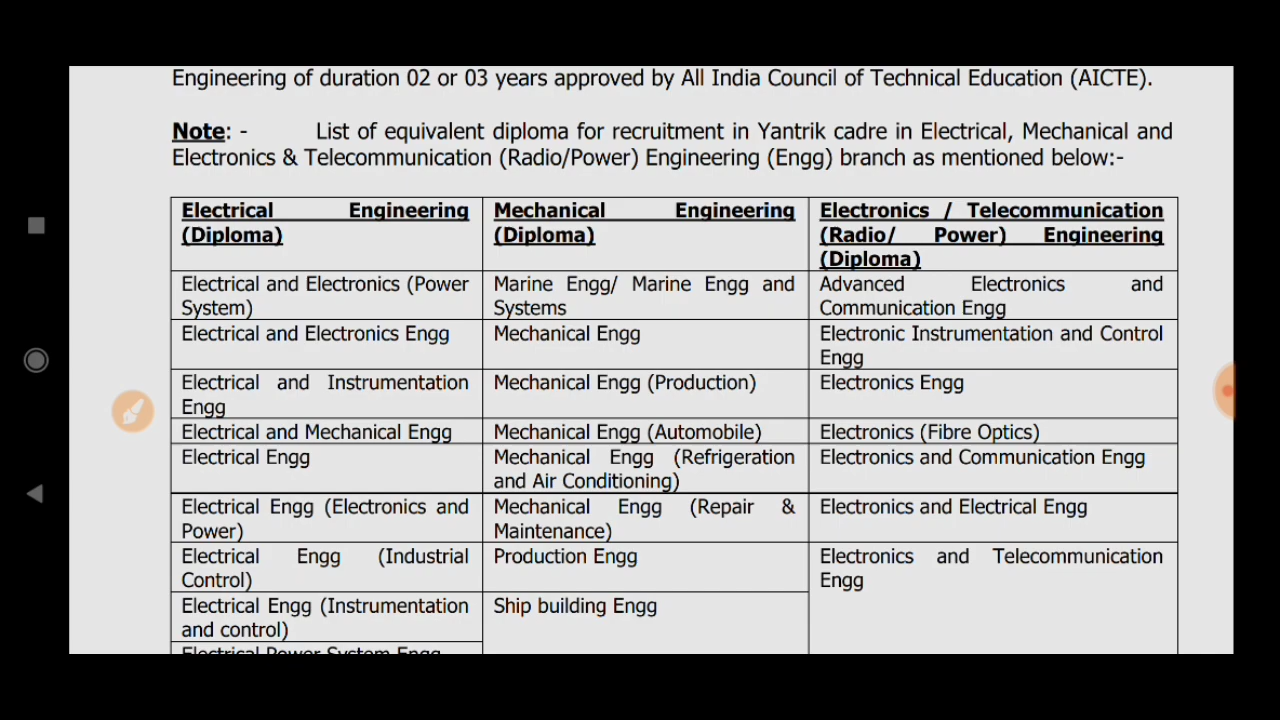 Engineering of duration 02 or 03 years approved by All India Council of Technical Education (AICTE).
Note: - List of equivalent diploma for recruitment in Yantrik cadre in Electrical, Mechanical and
Electronics & Telecommunication (Radio/Power) Engineering (Engg) branch as mentioned below:-
Electrical Engineering
(Diploma)
Mechanical Engineering
(Diploma)
Electronics / Telecommunication
(Radio/ Power) Engineering
(Diploma)
Electrical and Electronics (Power
System)
Marine Engg/ Marine Engg and
Systems
Advanced Electronics and
Communication Engg
Electrical and Electronics Engg
Mechanical Engg
Electronic Instrumentation and Control
Engg
Electrical and Instrumentation
Engg
Mechanical Engg (Production)
Electronics Engg
Electrical and Mechanical Engg
Mechanical Engg (Automobile)
Electronics (Fibre Optics)
Electrical Engg
Mechanical Engg (Refrigeration
and Air Conditioning)
Electronics and Communication Engg
Electrical Engg (Electronics and
Power)
Mechanical Engg (Repair &
Maintenance)
Electronics and Electrical Engg
Electrical Engg (Industrial
Control)
Production Engg
Electronics and Telecommunication
Engg
Electrical Engg (Instrumentation
and control)
Ship building Engg
Electrical Power System Engg